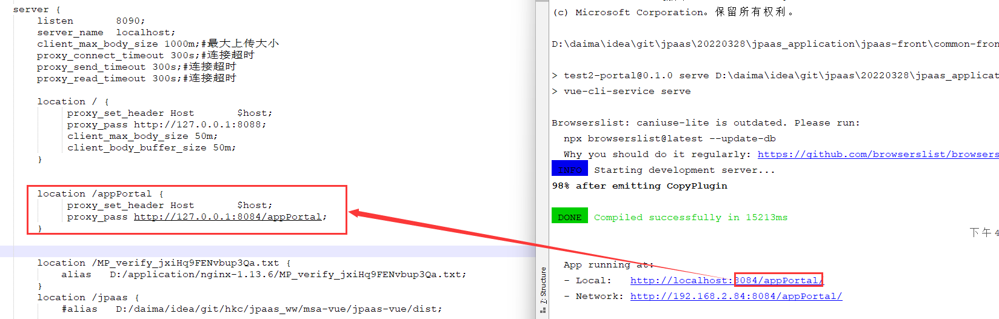 server {
listen 8090;
server_name localhost;
client_max_body_size 1000m;#最大上传大小
proxy_connect_timeout 300s;#连接超时
proxy_send_timeout 300s;#连接超时
proxy_read_timeout 300s;#连接超时
location / {
proxy_set_header Host $host;
proxy_pass http://127.0.0.1:8088;
client_max_body_size 50m;
client_body_buffer_size 50m;
}
location /appPortal {
proxy_set_header Host $host;
proxy_pass http://127.0.0.1:8084/appPortal;
}
location /MP_verify_jxiHq9FENvbup3Qa.txt {
alias D:/application/nginx-1.13.6/MP_verify_jxiHq9FENvbup3Qa.txt;
}
location /jpaas {
#alias D:/daima/idea/git/hkc/jpaas_ww/msa-vue/jpaas-vue/dist;
7: Structure
(c) Microsoft Corporation。保留所有权利。
D:\daima\idea\git\jpaas\20220328\jpaas_application\jpaas-front\common-fron
> test2-portal@0.1.0 serve D:\daima\idea\git\jpaas\20220328\jpaas_applicat
> vue-cli-service serve
Browserslist: caniuse-lite is outdated. Please run:
npx browserslist@latest --update-db
Why you should do it regularly: https://github.com/browserslist/browsers
INFO Starting development server...
98% after emitting CopyPlugin
DONE Compiled successfully in 15213ms
下午4
App running at:
- Local: http://localhost:8084/appPortal/
- Network: http://192.168.2.84:8084/appPortal/